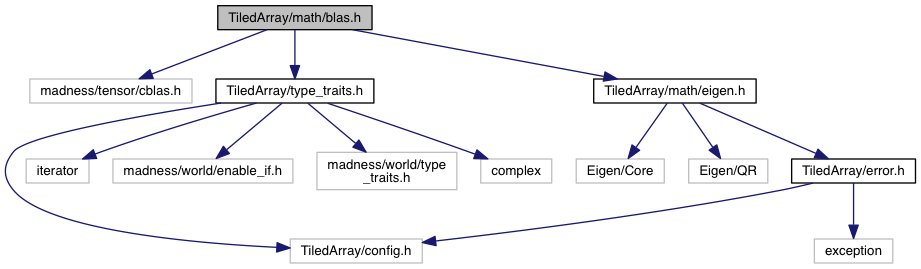 TiledArray/math/blas.h
madness/tensor/cblas.h
TiledArray/type_traits.h
TiledArray/math/eigen.h
iterator
madness/world/enable_if.h
madness/world/type
_traits.h
complex
Eigen/Core
Eigen/QR
TiledArray/error.h
TiledArray/config.h
exception